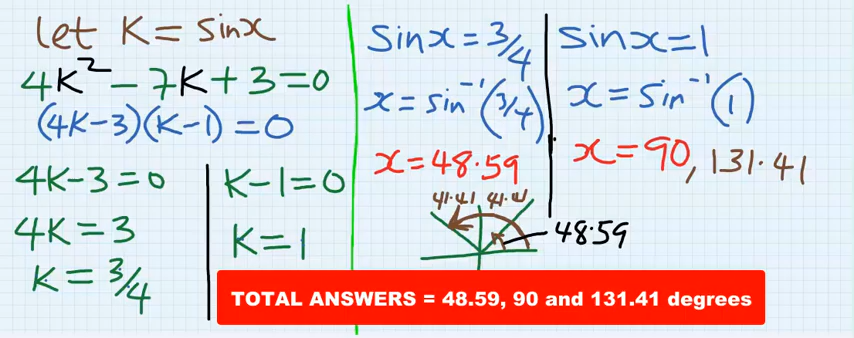 let K = sinx
4K² - 7K + 3 = 0
(4K-3)(K-1) = 0
4K-3=0
4K = 3
K = 3/4
K-1=0
K=1
sinx = 3/4
x = sin⁻¹(3/4)
x = 48.59
41.41 41.41
48.59
sinx = 1
x = sin⁻¹(1)
x = 90, 131.41
TOTAL ANSWERS = 48.59, 90 and 131.41 degrees